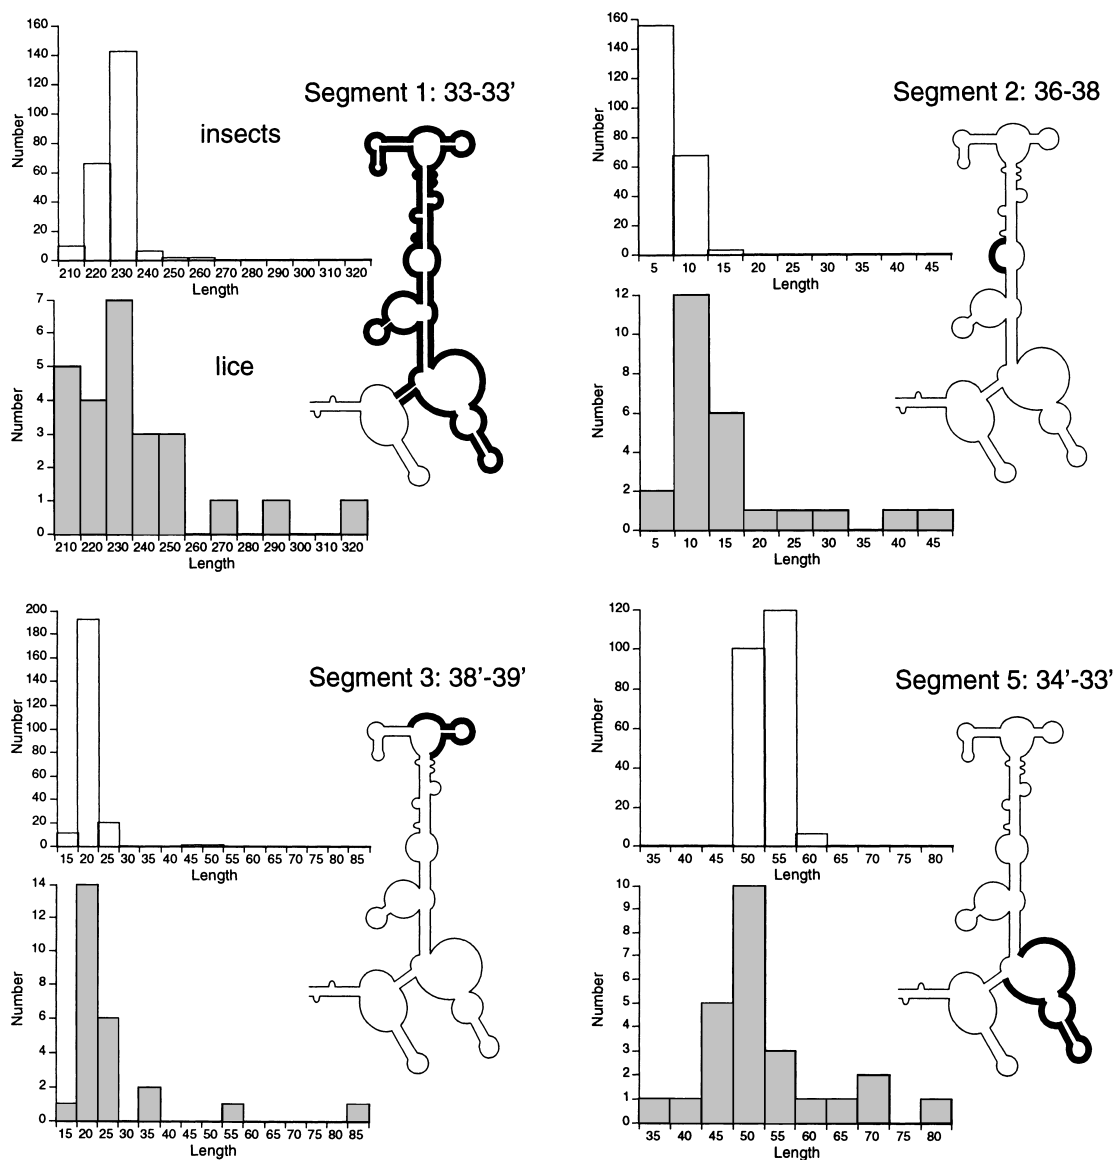 Segment 1: 33-33’
insects
Number
160
140
120
100
80
60
40
20
0
210 220 230 240 250 260 270 280 290 300 310 320
Length
lice
Number
7
6
5
4
3
2
1
0
210 220 230 240 250 260 270 280 290 300 310 320
Length
Segment 2: 36-38
Number
160
140
120
100
80
60
40
20
0
5 10 15 20 25 30 35 40 45
Length
Number
12
10
8
6
4
2
0
5 10 15 20 25 30 35 40 45
Length
Segment 3: 38’-39’
Number
200
180
160
140
120
100
80
60
40
20
0
15 20 25 30 35 40 45 50 55 60 65 70 75 80 85
Length
Number
14
12
10
8
6
4
2
0
15 20 25 30 35 40 45 50 55 60 65 70 75 80 85
Length
Segment 5: 34’-33’
Number
120
100
80
60
40
20
0
35 40 45 50 55 60 65 70 75 80
Length
Number
10
9
8
7
6
5
4
3
2
1
0
35 40 45 50 55 60 65 70 75 80
Length